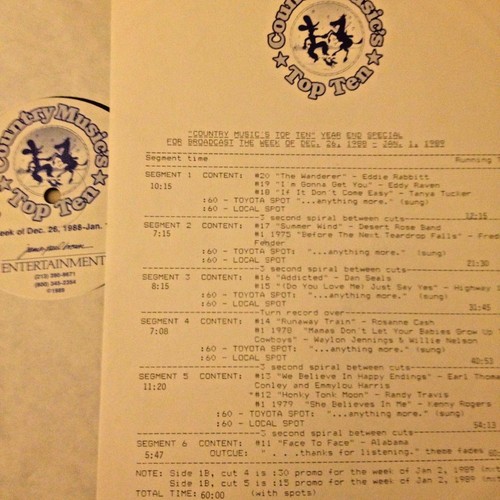 Country Music's
Top Ten
Country Music's
Top Ten
eek of Dec. 26, 1988-Jan.
ENTERTAINMENT
©1988
"COUNTRY MUSIC'S TOP TEN" YEAR END SPECIAL
FOR BROADCAST THE WEEK OF DEC. 26, 1988 - JAN. 1, 1989
Segment time Running
SEGMENT 1 CONTENT: #20 "The Wanderer" - Eddie Rabbitt
10:15 #19 "I'm Gonna Get You" - Eddy Raven
#18 "If It Don't Come Easy" - Tanya Tucker
:60 - TOYOTA SPOT "...anything more." (sung)
:60 - LOCAL SPOT
3 second spiral between cuts 12:15
SEGMENT 2 CONTENT: #17 "Summer Wind" - Desert Rose Band
7:15 #1 1975 "Before The Next Teardrop Falls" - Fred
Fender
:60 - TOYOTA SPOT: "...anything more." (sung)
:60 - LOCAL SPOT
3 second spiral between cuts 21:30
SEGMENT 3 CONTENT: #16 "Addicted" - Dan Seals
8:15 #15 "(Do You Love Me) Just Say Yes" - Highway
:60 - TOYOTA SPOT: "...anything more." (sung)
:60 - LOCAL SPOT
Turn record over 31:45
SEGMENT 4 CONTENT: #14 "Runaway Train" - Rosanne Cash
7:08 #1 1978 "Mamas Don't Let Your Babies Grow Up
Cowboys" - Waylon Jennings & Willie Nelson
:60 - TOYOTA SPOT: "...anything more." (sung)
:60 - LOCAL SPOT
3 second spiral between cuts 40:53
SEGMENT 5 CONTENT: #13 "We Believe In Happy Endings" - Earl Thoma
11:20 Conley and Emmylou Harris
#12 "Honky Tonk Moon" - Randy Travis
#1 1979 "She Believes In Me" - Kenny Rogers
:60 - TOYOTA SPOT: "...anything more." (sung)
:60 - LOCAL SPOT
3 second spiral between cuts 54:13
SEGMENT 6 CONTENT: #11 "Face To Face" - Alabama
5:47 OUTCUE: "...thanks for listening." these fades 60:
NOTE: Side 1B, cut 4 is :30 promo for the week of Jan 2, 1989
Side 1B, cut 5 is :15 promo for the week of Jan 2, 1989
TOTAL TIME: 60:00 (with spots)